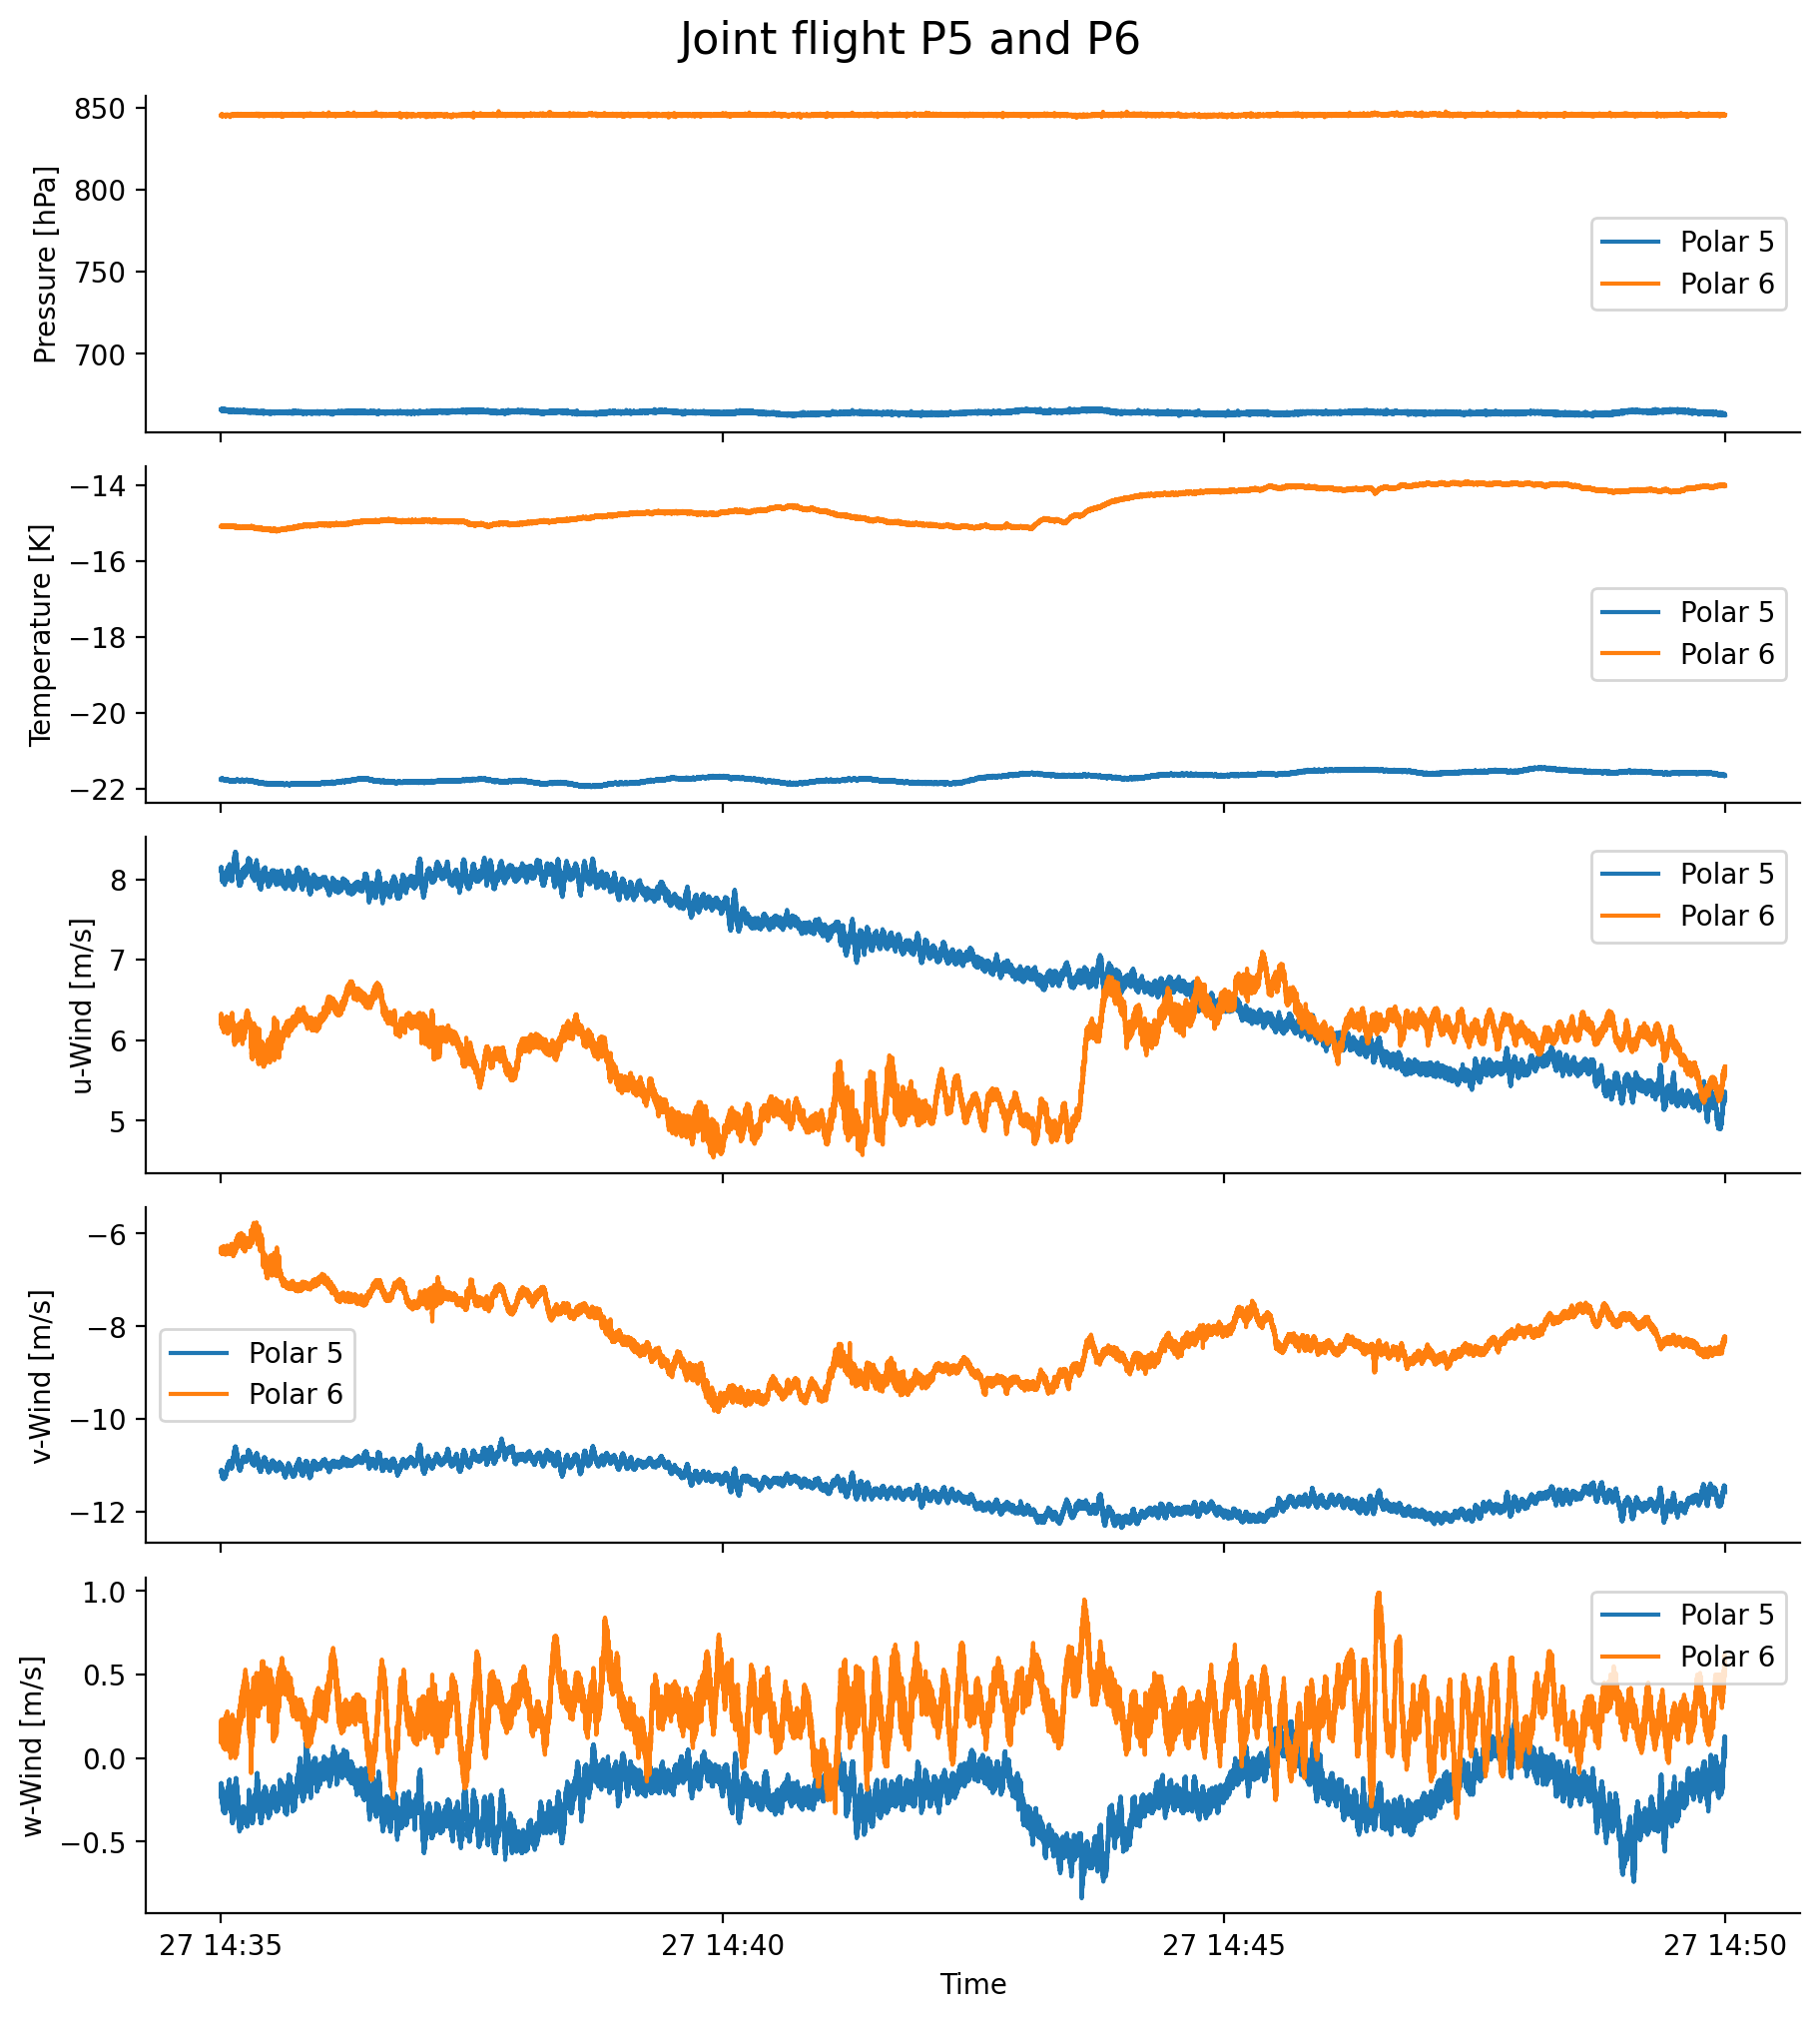 Joint flight P5 and P6
850
800
750
700
Pressure [hPa]
Polar 5
Polar 6
−14
−16
−18
−20
−22
Temperature [K]
Polar 5
Polar 6
8
7
6
5
u-Wind [m/s]
Polar 5
Polar 6
−6
−8
−10
−12
v-Wind [m/s]
Polar 5
Polar 6
1.0
0.5
0.0
−0.5
w-Wind [m/s]
Polar 5
Polar 6
27 14:35 27 14:40 27 14:45 27 14:50
Time